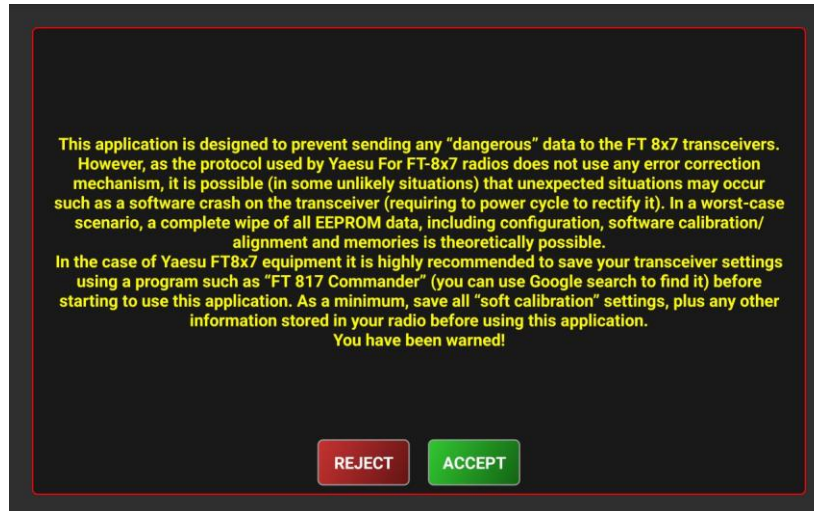 This application is designed to prevent sending any “dangerous” data to the FT 8x7 transceivers.
However, as the protocol used by Yaesu For FT-8x7 radios does not use any error correction
mechanism, it is possible (in some unlikely situations) that unexpected situations may occur
such as a software crash on the transceiver (requiring to power cycle to rectify it). In a worst-case
scenario, a complete wipe of all EEPROM data, including configuration, software calibration/
alignment and memories is theoretically possible.
In the case of Yaesu FT8x7 equipment it is highly recommended to save your transceiver settings
using a program such as “FT 817 Commander” (you can use Google search to find it) before
starting to use this application. As a minimum, save all “soft calibration” settings, plus any other
information stored in your radio before using this application.
You have been warned!
REJECT
ACCEPT